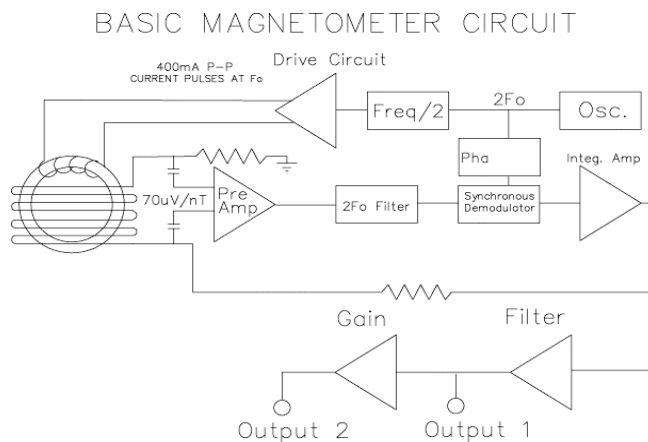 BASIC MAGNETOMETER CIRCUIT
Drive Circuit
400mA P-P
CURRENT PULSES AT Fo
2Fo
Freq/2
Osc.
Pha
Integ. Amp
70uV/nT
Pre
Amp
2Fo Filter
Synchronous
Demodulator
Gain
Filter
Output 2
Output 1